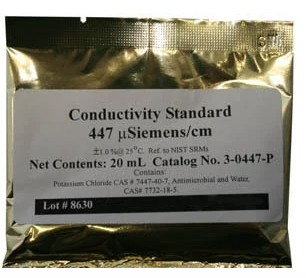 Conductivity Standard
447 µSiemens/cm
±1.0%@ 25°C. Ref. to NIST SRMs
Net Contents: 20 mL Catalog No. 3-0447-P
Contains:
Potassium Chloride CAS # 7447-40-7, Antimicrobial and Water,
CAS# 7732-18-5.
Lot # 8630